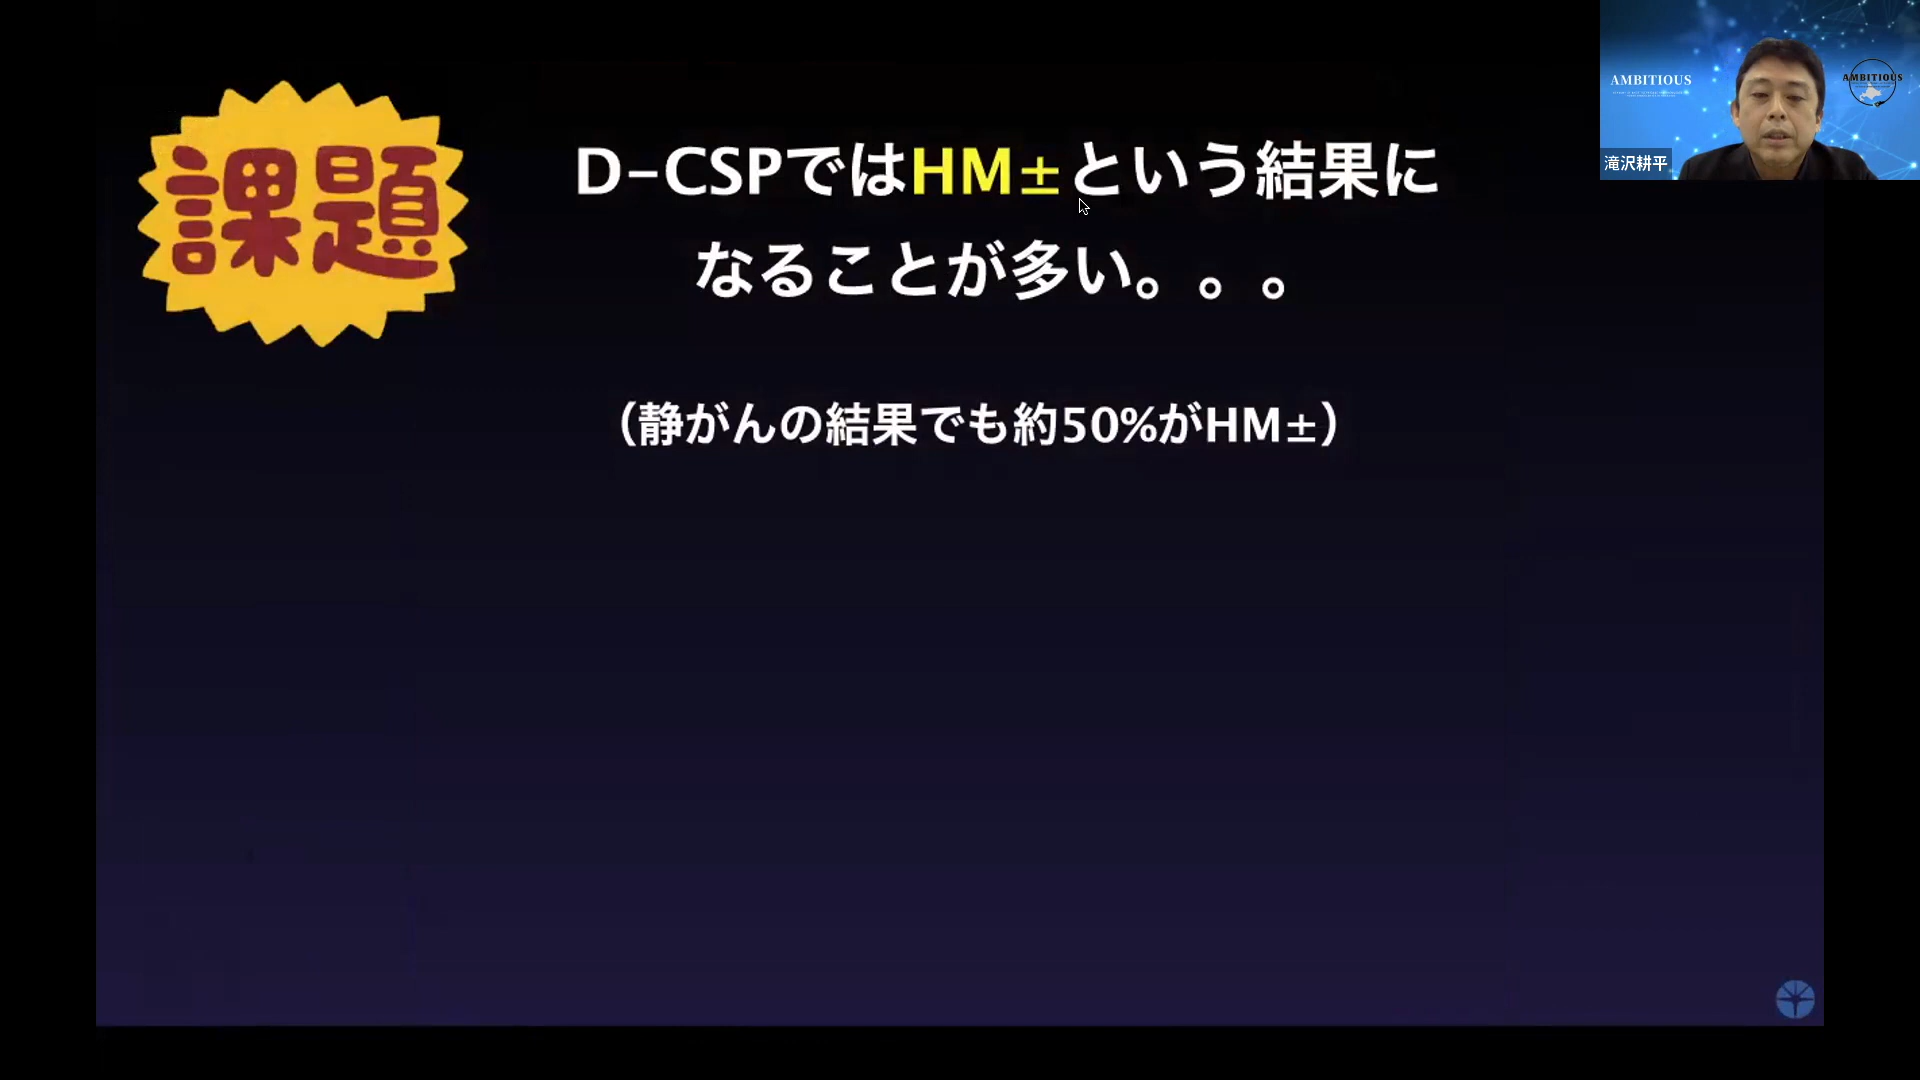 課題
D-CSPではHM±という結果に
なることが多い。。。
（静がんの結果でも約50%がHM±）
AMBITIOUS
AMBITIOUS
滝沢耕平